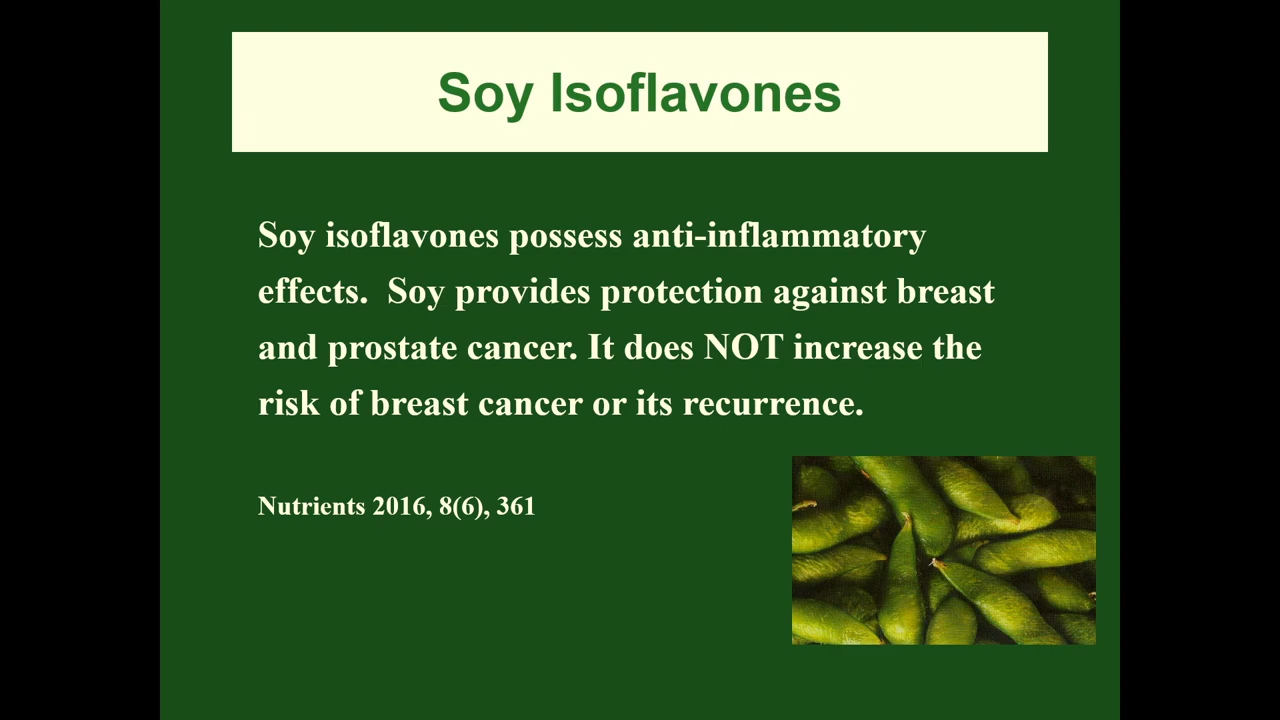 Soy Isoflavones
Soy isoflavones possess anti-inflammatory
effects.  Soy provides protection against breast
and prostate cancer. It does NOT increase the
risk of breast cancer or its recurrence.
Nutrients 2016, 8(6), 361